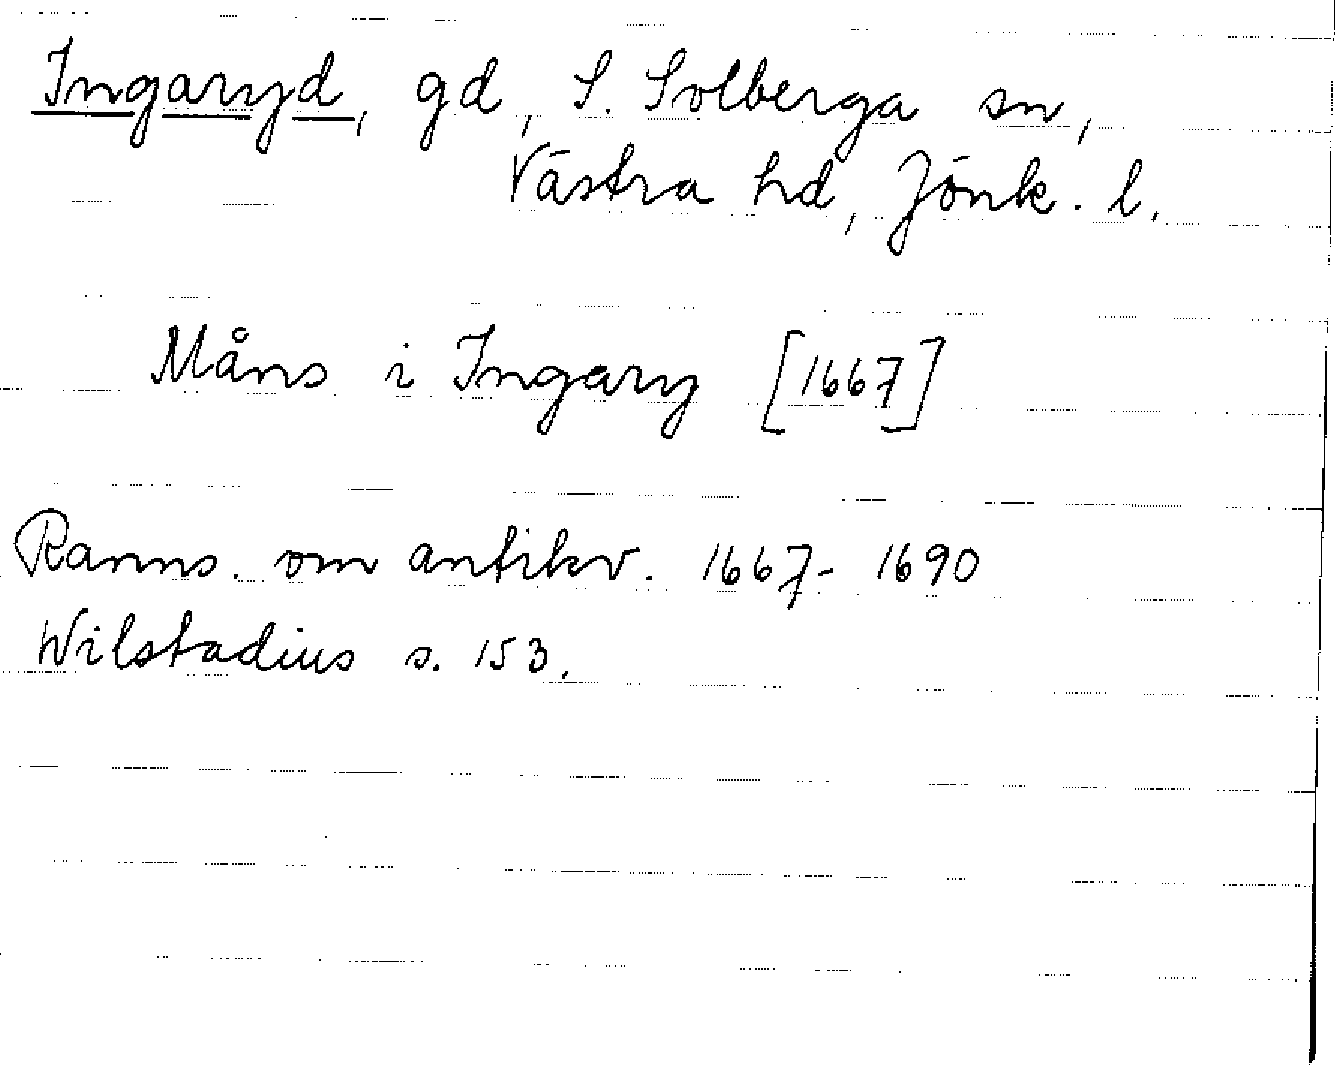 Ingaryd, gd, S. Solberga sn,
Västra hd, Jönk. l.
Måns i Ingary [1667]
Ranns. om antikv. 1667-1690
Wilstadius s. 153.